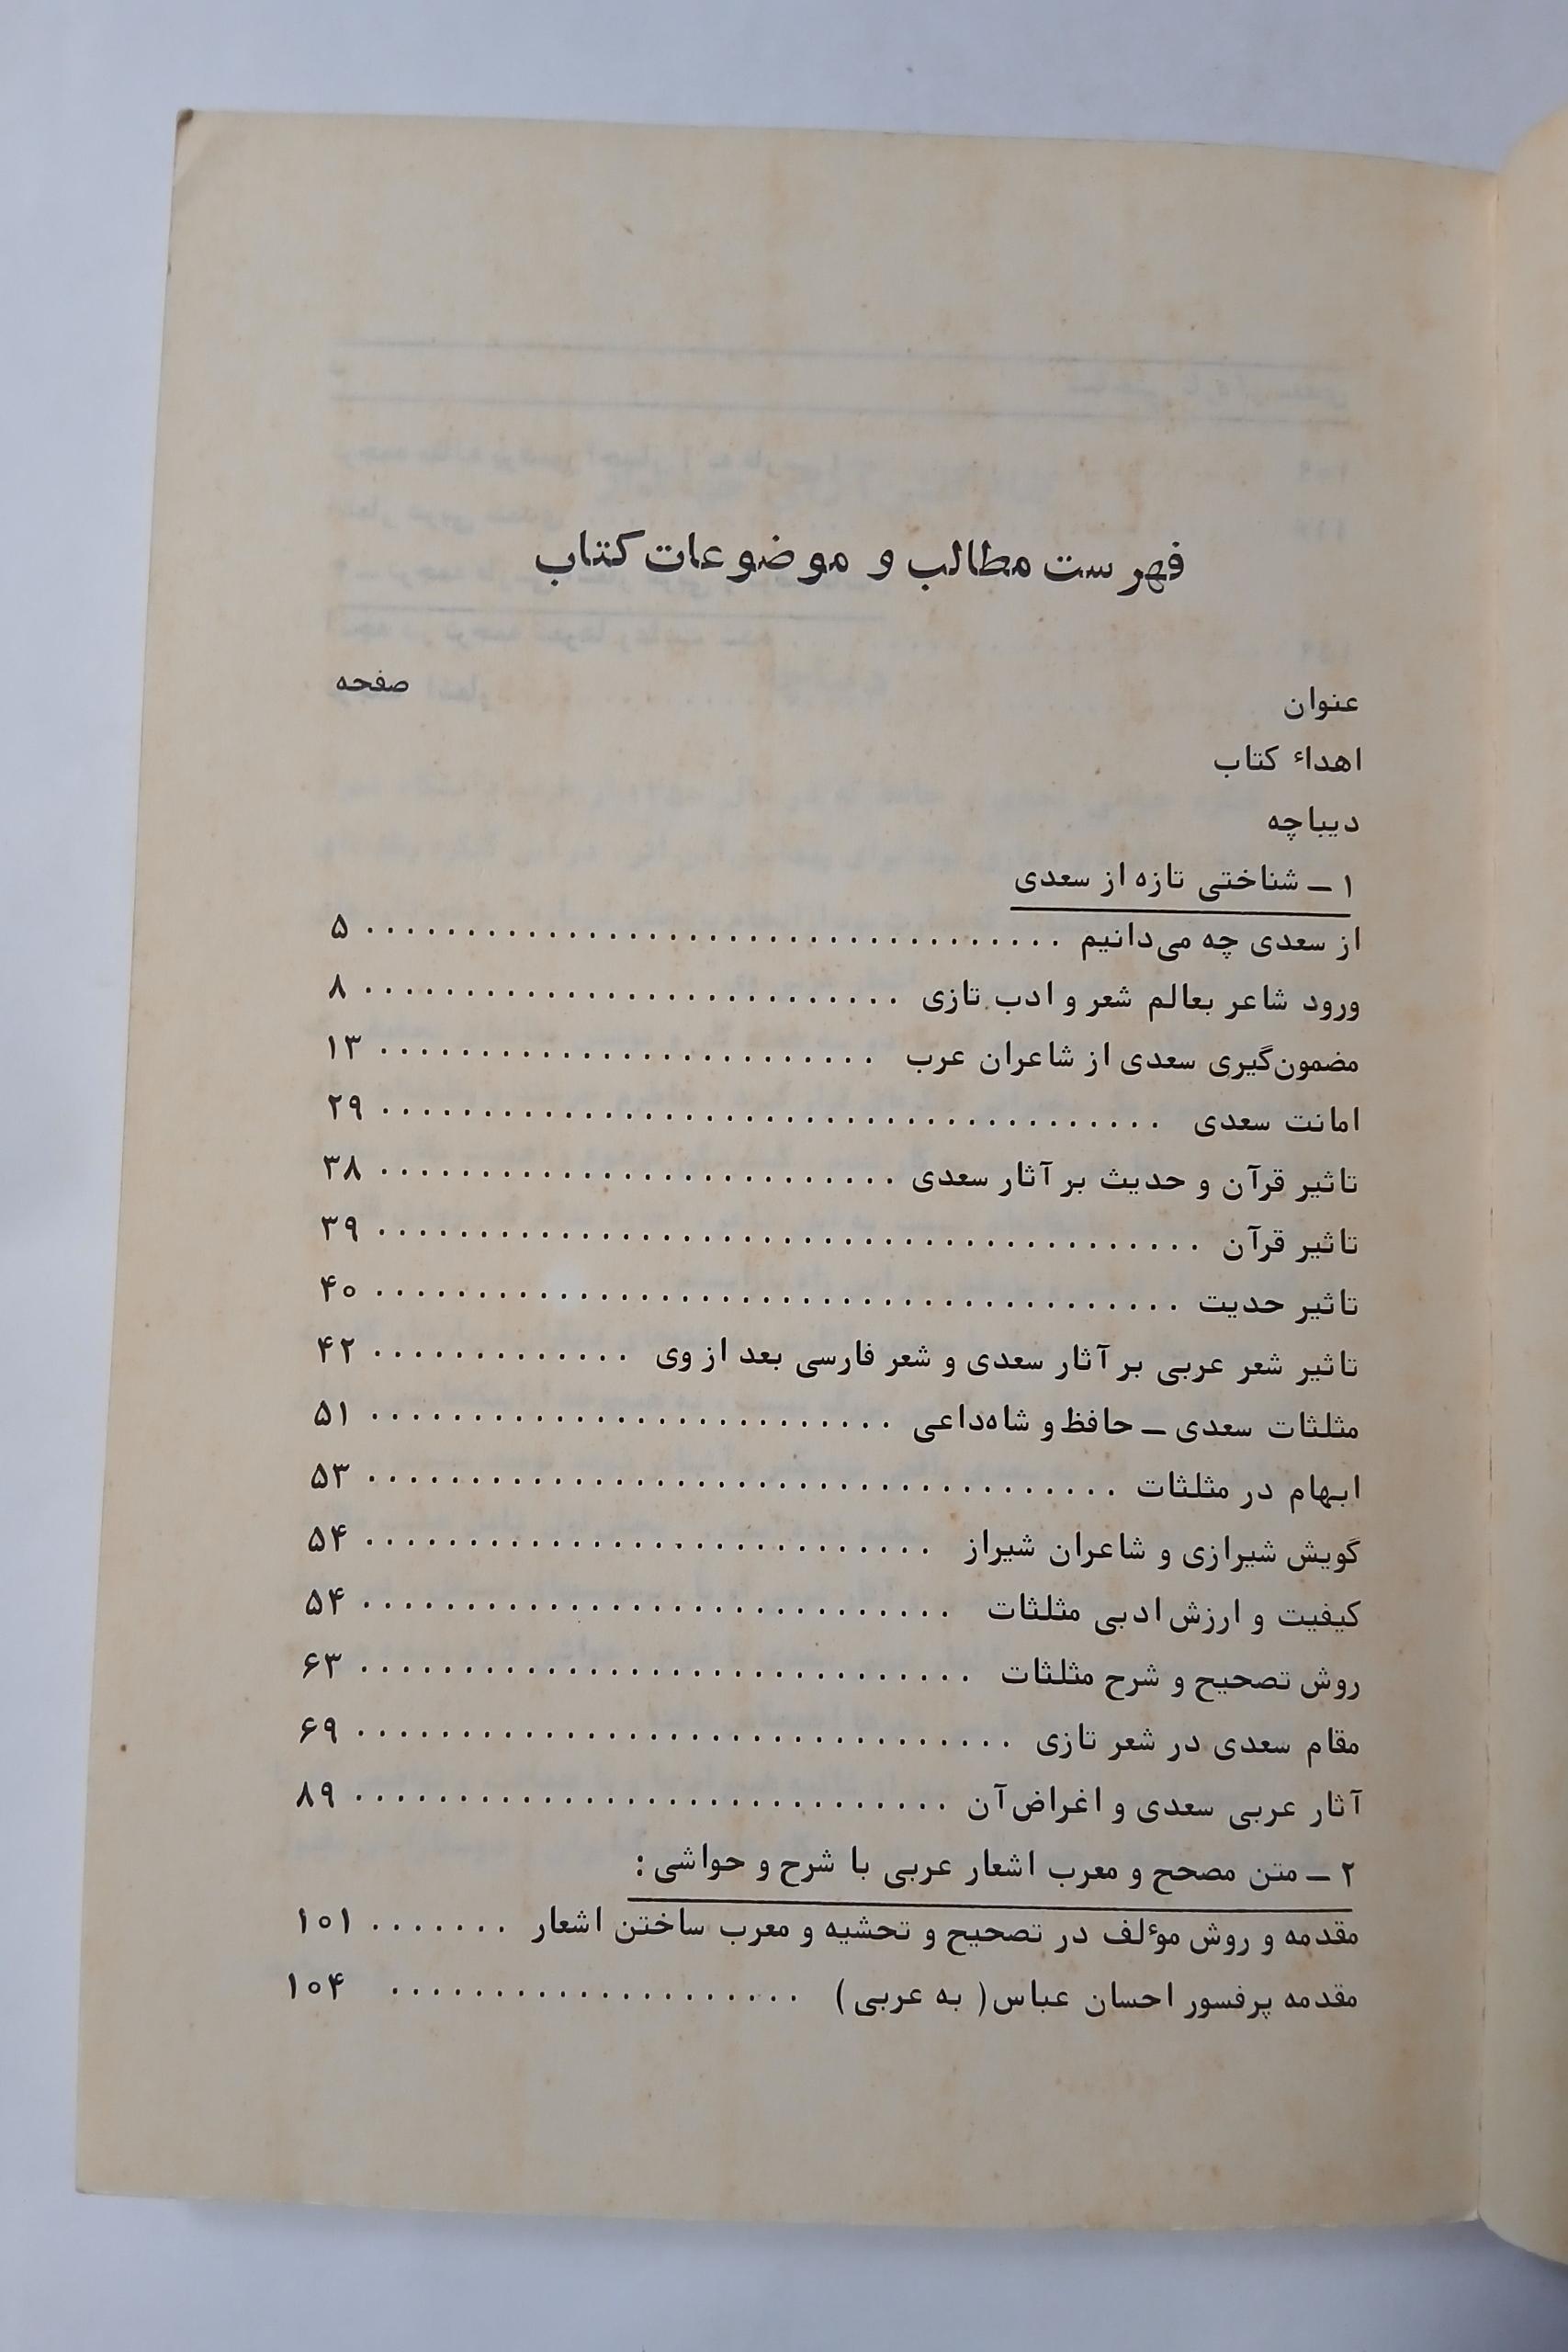 فهرست مطالب و موضوعات کتاب
عنوان صفحه
اهداء کتاب
دیباچه
۱ ــ شناختی تازه از سعدی
از سعدی چه می‌دانیم .................................. ۵
ورود شاعر بعالم شعر و ادب تازی ........................... ۸
مضمون‌گیری سعدی از شاعران عرب ......................... ۱۳
امانت سعدی ....................................... ۲۹
تاثیر قرآن و حدیث بر آثار سعدی .......................... ۳۸
تاثیر قرآن ......................................... ۳۹
تاثیر حدیت ........................................ ۴۰
تاثیر شعر عربی بر آثار سعدی و شعر فارسی بعد از وی ............. ۴۲
مثلثات سعدی ــ حافظ و شاه‌داعی .......................... ۵۱
ابهام در مثلثات ..................................... ۵۳
گویش شیرازی و شاعران شیراز ............................ ۵۴
کیفیت و ارزش ادبی مثلثات ............................. ۵۴
روش تصحیح و شرح مثلثات .............................. ۶۳
مقام سعدی در شعر تازی ................................ ۶۹
آثار عربی سعدی و اغراض آن ............................. ۸۹
۲ ــ متن مصحح و معرب اشعار عربی با شرح و حواشی :
مقدمه و روش مؤلف در تصحیح و تحشیه و معرب ساختن اشعار ....... ۱۰۱
مقدمه پرفسور احسان عباس ( به عربی ) .................... ۱۰۴